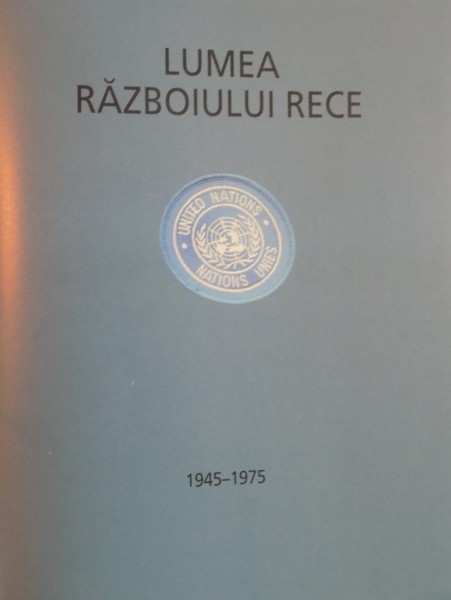 LUMEA
RĂZBOIULUI RECE
UNITED NATIONS
NATIONS UNIES
1945–1975